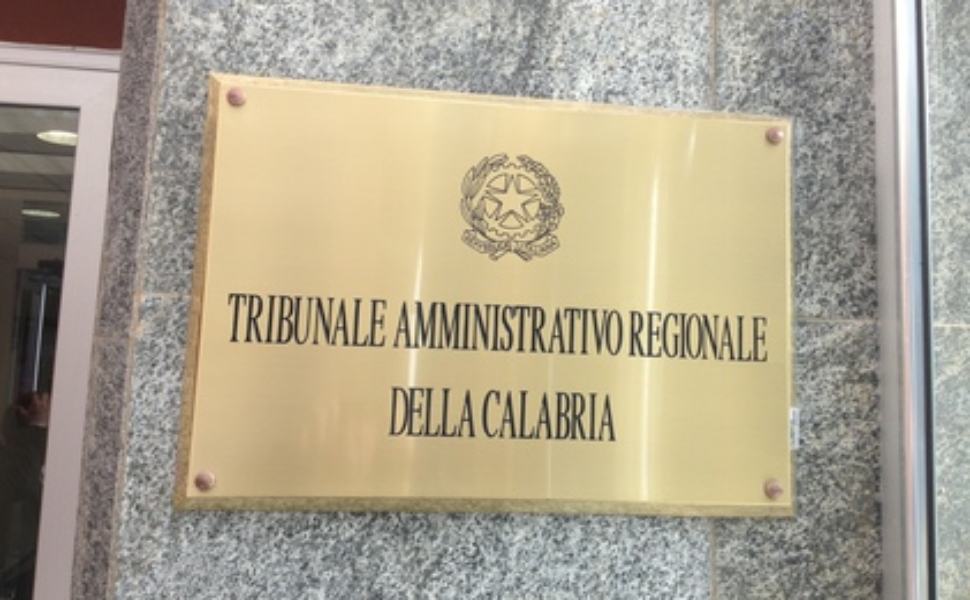 TRIBUNALE AMMINISTRATIVO REGIONALE
DELLA CALABRIA